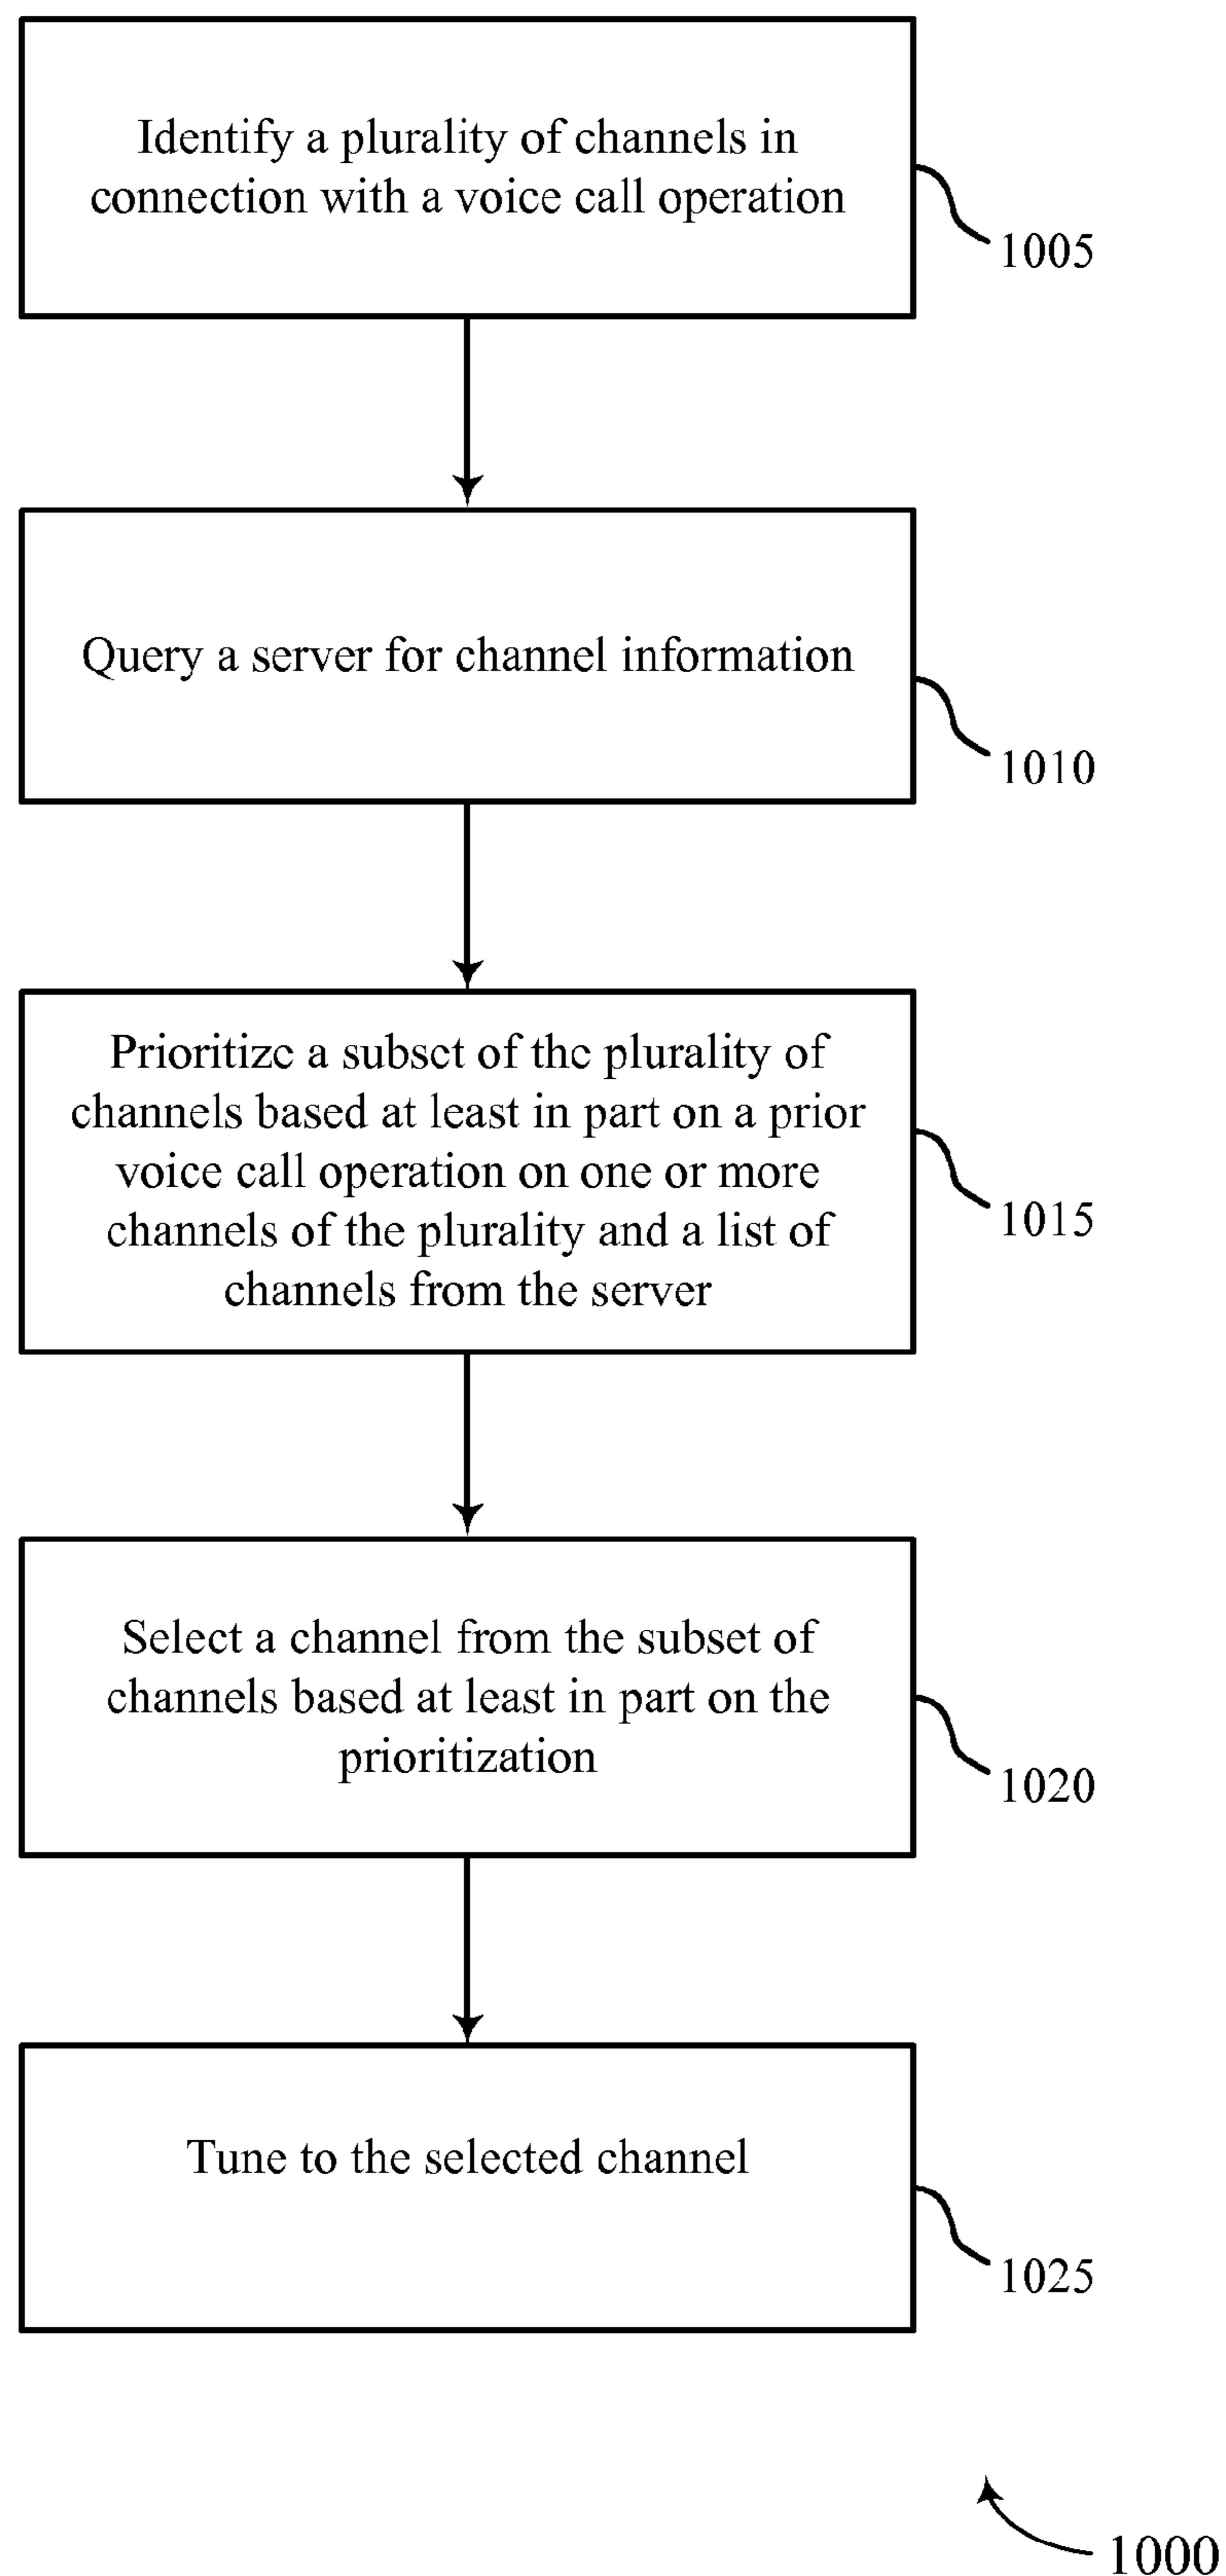 Identify a plurality of channels in
connection with a voice call operation
1005
Query a server for channel information
1010
Prioritize a subset of the plurality of
channels based at least in part on a prior
voice call operation on one or more
channels of the plurality and a list of
channels from the server
1015
Select a channel from the subset of
channels based at least in part on the
prioritization
1020
Tune to the selected channel
1025
1000